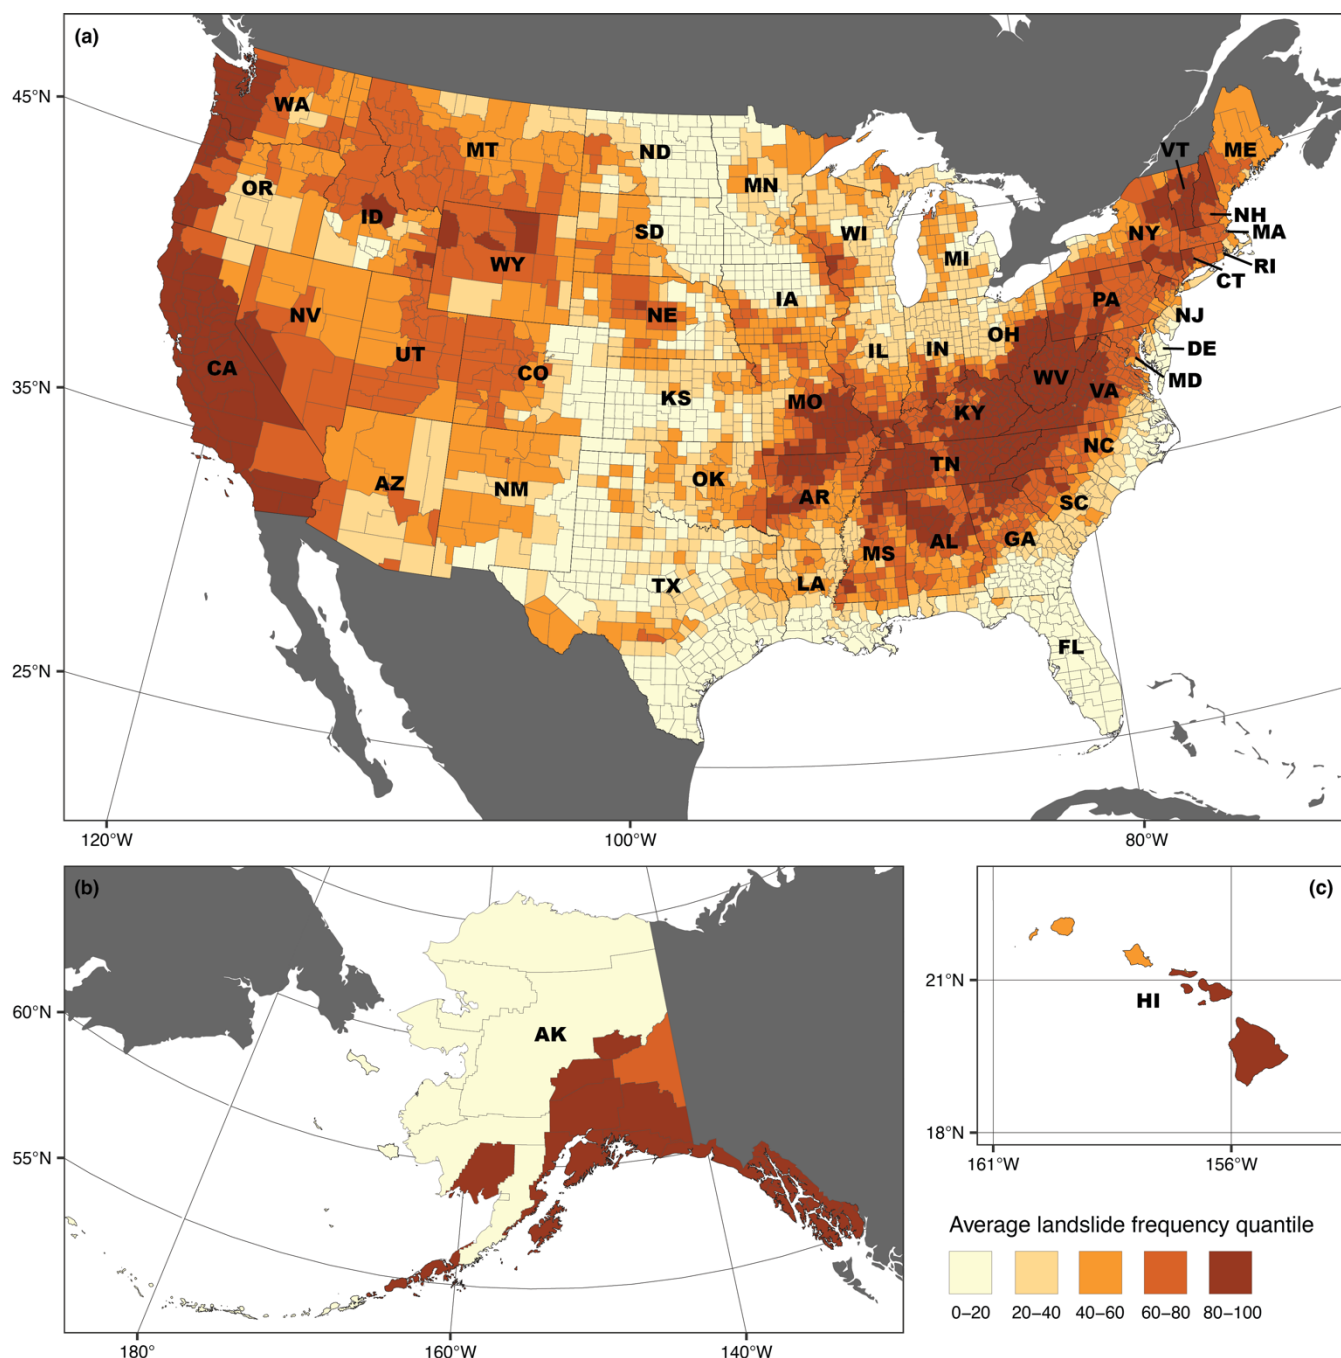 (a)
45°N
35°N
25°N
WA
MT
ND
MN
VT
ME
OR
ID
SD
WI
NH
NY
MA
WY
MI
RI
CT
IA
NE
PA
NV
NJ
OH
UT
IL
IN
DE
CA
CO
WV
MD
KS
MO
VA
KY
NC
TN
AZ
NM
OK
AR
SC
MS
AL
GA
TX
LA
FL
120°W
100°W
80°W
(b)
60°N
55°N
AK
180°
160°W
140°W
(c)
21°N
HI
18°N
161°W
156°W
Average landslide frequency quantile
0–20 20–40 40–60 60–80 80–100